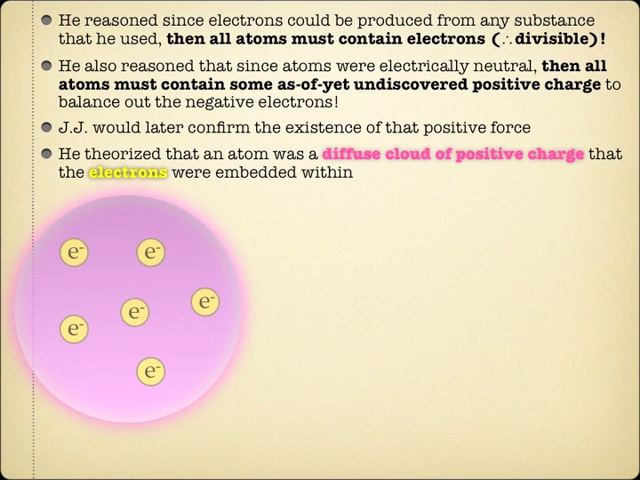 He reasoned since electrons could be produced from any substance
that he used, then all atoms must contain electrons (∴divisible)!
He also reasoned that since atoms were electrically neutral, then all
atoms must contain some as-of-yet undiscovered positive charge to
balance out the negative electrons!
J.J. would later confirm the existence of that positive force
He theorized that an atom was a diffuse cloud of positive charge that
the electrons were embedded within
e-
e-
e-
e-
e-
e-